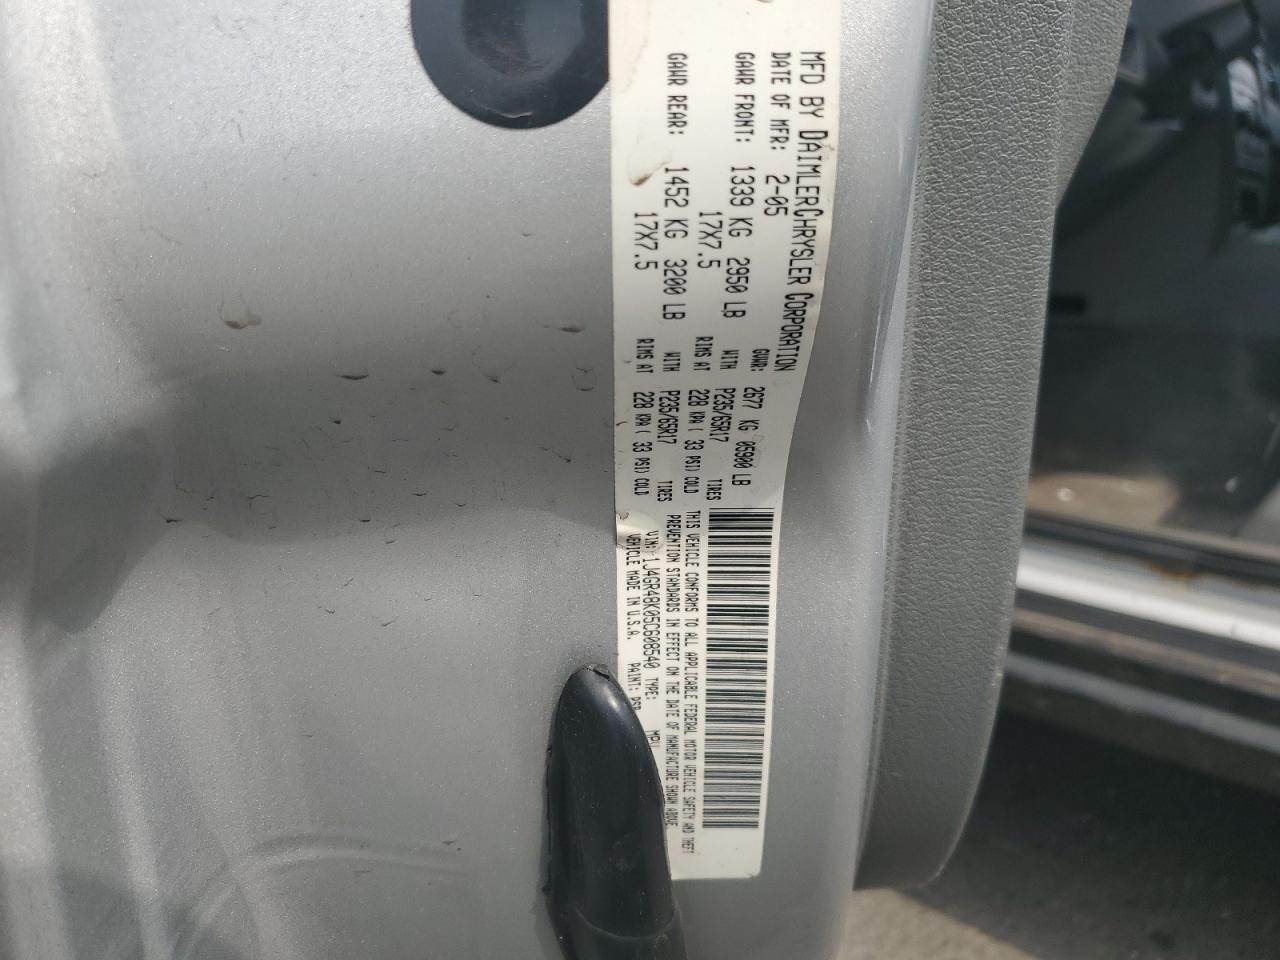 MFD BY DAIMLERCHRYSLER CORPORATION
DATE OF MFR: 2-05 GVWR: 2677 KG 05900 LB
GAWR FRONT: 1339 KG 2950 LB WITH P235/65R17 TIRES
17X7.5 RIMS AT 228 KPA ( 33 PSI) COLD
GAWR REAR: 1452 KG 3200 LB WITH P235/65R17 TIRES
17X7.5 RIMS AT 228 KPA ( 33 PSI) COLD
THIS VEHICLE CONFORMS TO ALL APPLICABLE FEDERAL MOTOR VEHICLE SAFETY AND THEFT
PREVENTION STANDARDS IN EFFECT ON THE DATE OF MANUFACTURE SHOWN ABOVE.
VIN: 1J4GR48K05C608540 TYPE: MPV
VEHICLE MADE IN U.S.A. PAINT: